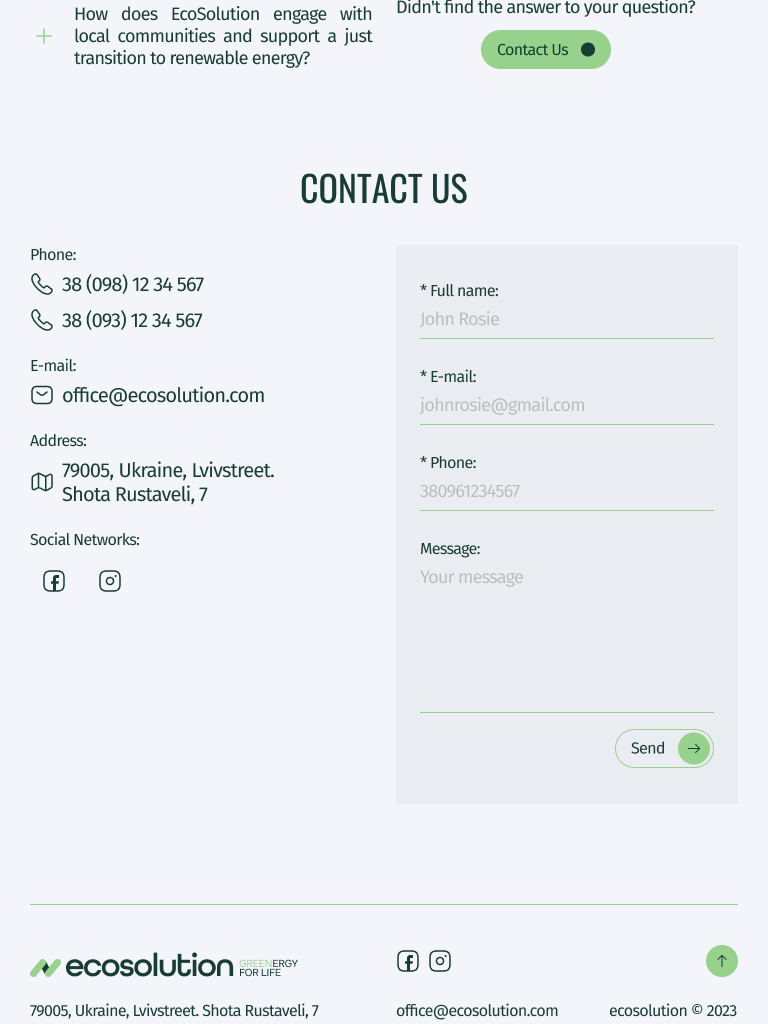 How does EcoSolution engage with
local communities and support a just
transition to renewable energy?
Didn't find the answer to your question?
Contact Us
CONTACT US
Phone:
38 (098) 12 34 567
38 (093) 12 34 567
E-mail:
office@ecosolution.com
Address:
79005, Ukraine, Lvivstreet.
Shota Rustaveli, 7
Social Networks:
* Full name:
John Rosie
* E-mail:
johnrosie@gmail.com
* Phone:
380961234567
Message:
Your message
Send
ecosolution
GREENERGY
FOR LIFE
79005, Ukraine, Lvivstreet. Shota Rustaveli, 7
office@ecosolution.com
ecosolution © 2023